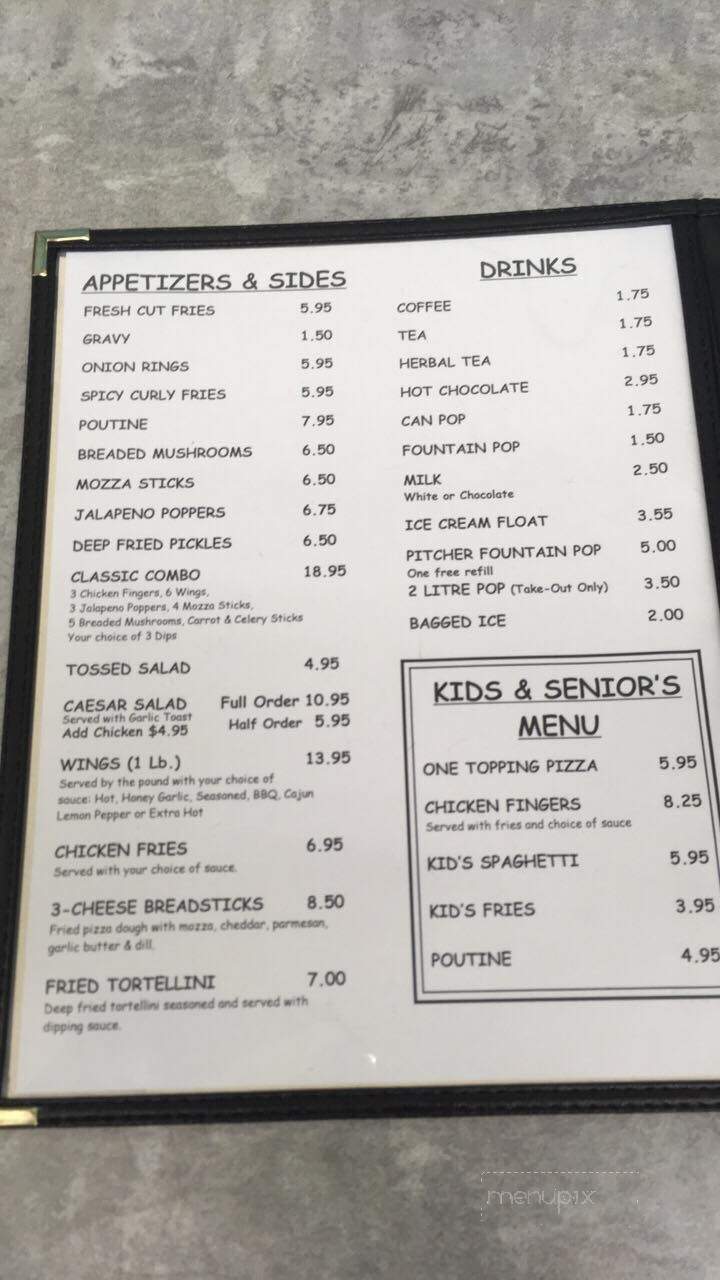 APPETIZERS & SIDES
FRESH CUT FRIES 5.95
GRAVY 1.50
ONION RINGS 5.95
SPICY CURLY FRIES 5.95
POUTINE 7.95
BREADED MUSHROOMS 6.50
MOZZA STICKS 6.50
JALAPENO POPPERS 6.75
DEEP FRIED PICKLES 6.50
CLASSIC COMBO 18.95
3 Chicken Fingers, 6 Wings,
3 Jalapeno Poppers, 4 Mozza Sticks,
5 Breaded Mushrooms, Carrot & Celery Sticks
Your choice of 3 Dips
TOSSED SALAD 4.95
CAESAR SALAD Full Order 10.95
Served with Garlic Toast Half Order 5.95
Add Chicken $4.95
WINGS (1 Lb.) 13.95
Served by the pound with your choice of
sauce: Hot, Honey Garlic, Seasoned, BBQ, Cajun
Lemon Pepper or Extra Hot
CHICKEN FRIES 6.95
Served with your choice of sauce.
3-CHEESE BREADSTICKS 8.50
Fried pizza dough with mozza, cheddar, parmesan,
garlic butter & dill.
FRIED TORTELLINI 7.00
Deep fried tortellini seasoned and served with
dipping sauce.
DRINKS
COFFEE 1.75
TEA 1.75
HERBAL TEA 1.75
HOT CHOCOLATE 2.95
CAN POP 1.75
FOUNTAIN POP 1.50
MILK 2.50
White or Chocolate
ICE CREAM FLOAT 3.55
PITCHER FOUNTAIN POP 5.00
One free refill
2 LITRE POP (Take-Out Only) 3.50
BAGGED ICE 2.00
KIDS & SENIOR'S
MENU
ONE TOPPING PIZZA 5.95
CHICKEN FINGERS 8.25
Served with fries and choice of sauce
KID'S SPAGHETTI 5.95
KID'S FRIES 3.95
POUTINE 4.95
menupix